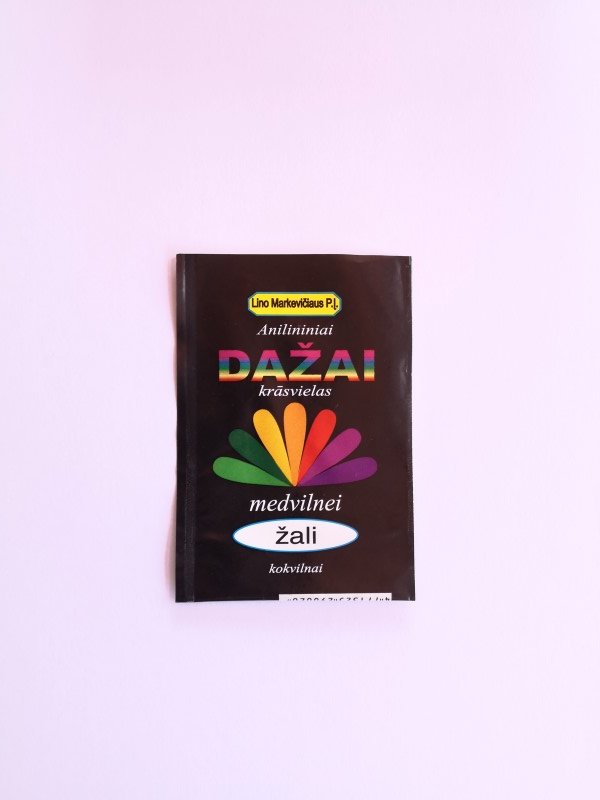 Lino Markevičiaus P.Į.
Anilininiai
DAŽAI
krāsvielas
medvilnei
žali
kokvilnai